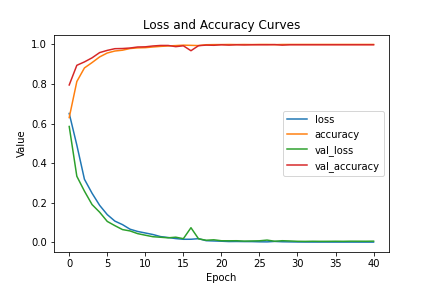 Loss and Accuracy Curves
1.0
0.8
0.6
0.4
0.2
0.0
Value
loss
accuracy
val_loss
val_accuracy
0 5 10 15 20 25 30 35 40
Epoch